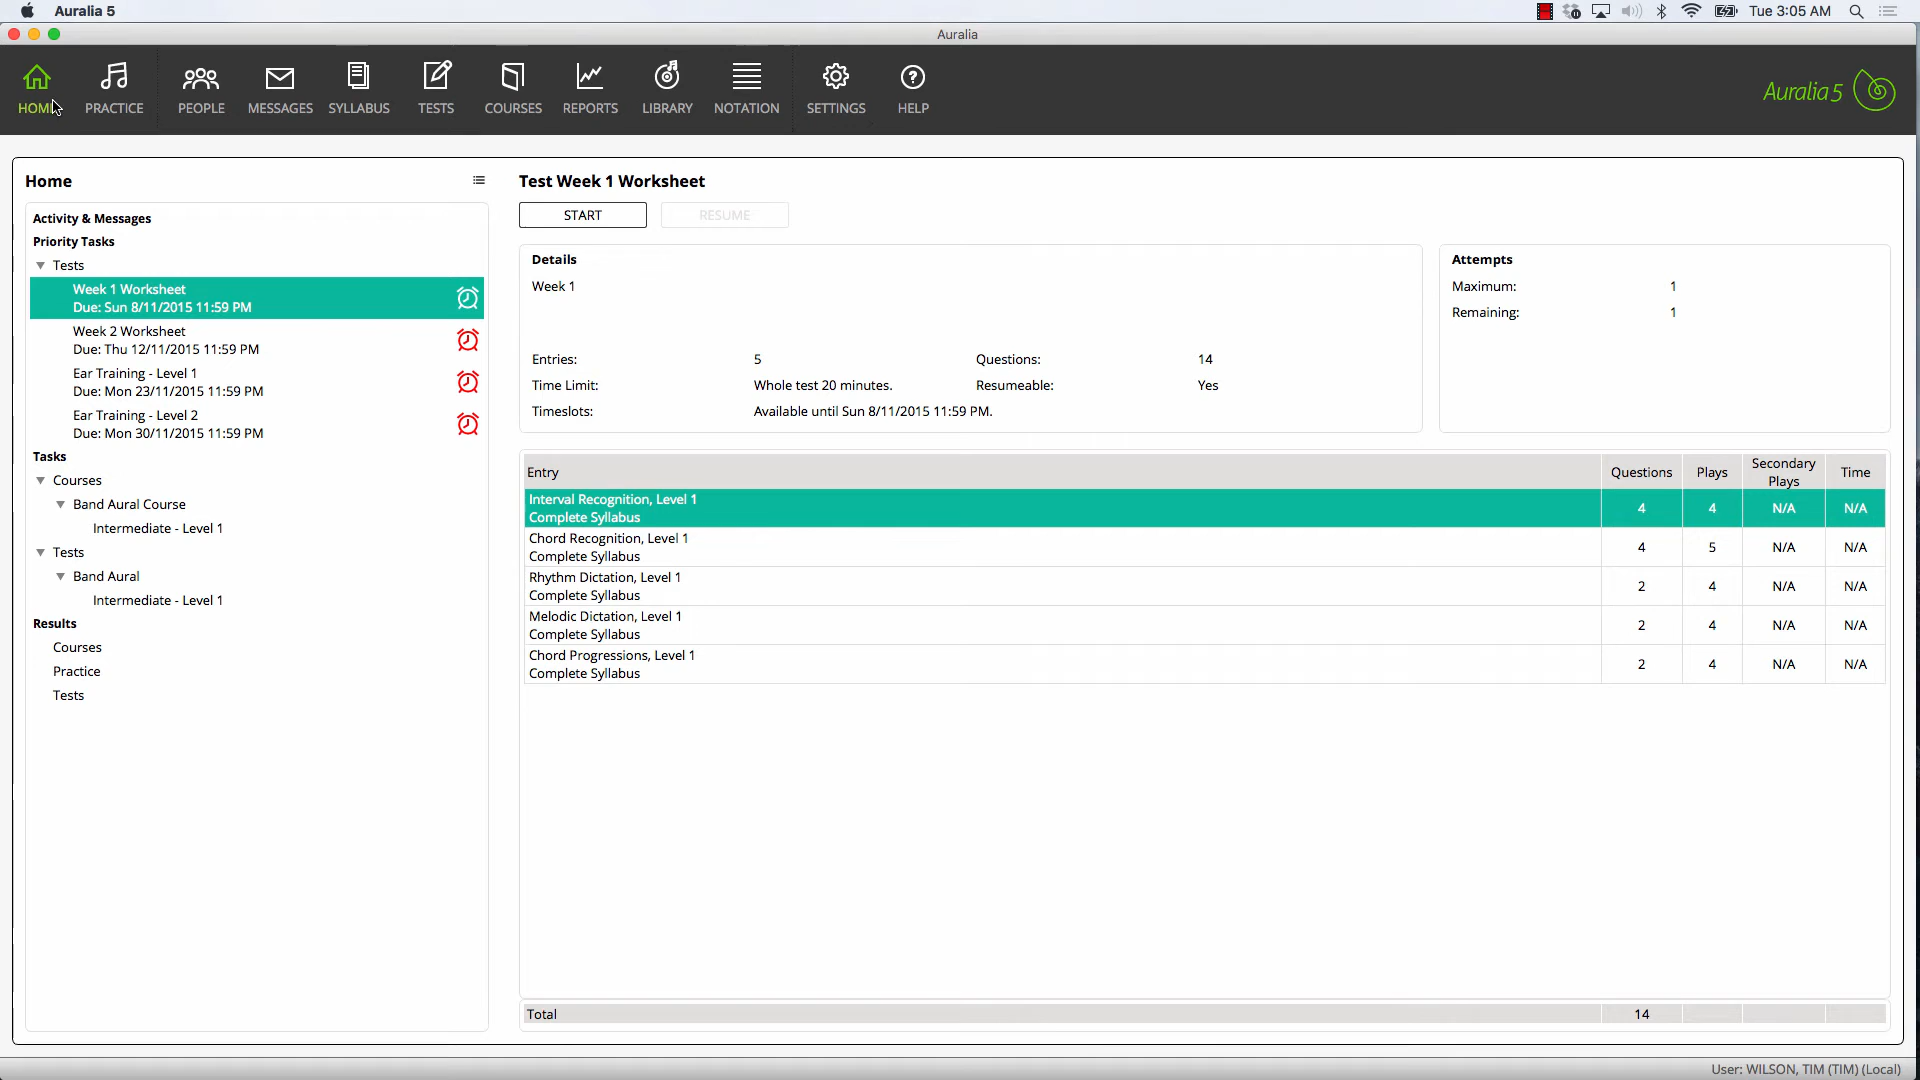 Auralia 5
Tue 3:05 AM
Auralia
HOME
PRACTICE
PEOPLE
MESSAGES
SYLLABUS
TESTS
COURSES
REPORTS
LIBRARY
NOTATION
SETTINGS
HELP
Auralia 5
Home
Activity & Messages
Priority Tasks
Tests
Week 1 Worksheet
Due: Sun 8/11/2015 11:59 PM
Week 2 Worksheet
Due: Thu 12/11/2015 11:59 PM
Ear Training - Level 1
Due: Mon 23/11/2015 11:59 PM
Ear Training - Level 2
Due: Mon 30/11/2015 11:59 PM
Tasks
Courses
Band Aural Course
Intermediate - Level 1
Tests
Band Aural
Intermediate - Level 1
Results
Courses
Practice
Tests
Test Week 1 Worksheet
START
RESUME
Details
Week 1
Entries: 5 Questions: 14
Time Limit: Whole test 20 minutes. Resumeable: Yes
Timeslots: Available until Sun 8/11/2015 11:59 PM.
Attempts
Maximum: 1
Remaining: 1
Entry Questions Plays Secondary Plays Time
Interval Recognition, Level 1
Complete Syllabus 4 4 N/A N/A
Chord Recognition, Level 1
Complete Syllabus 4 5 N/A N/A
Rhythm Dictation, Level 1
Complete Syllabus 2 4 N/A N/A
Melodic Dictation, Level 1
Complete Syllabus 2 4 N/A N/A
Chord Progressions, Level 1
Complete Syllabus 2 4 N/A N/A
Total 14
User: WILSON, TIM (TIM) (Local)